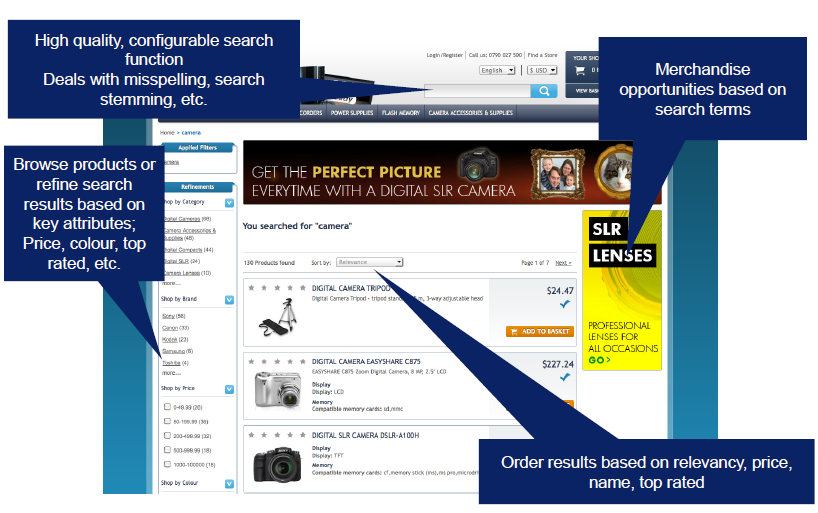 High quality, configurable search
function
Deals with misspelling, search
stemming, etc.
Login/Register | Call us: 0790 027 500 | Find a Store
English
$ USD
YOUR SHO
VIEW BAS
Merchandise
opportunities based on
search terms
CORDERS POWER SUPPLIES FLASH MEMORY CAMERA ACCESSORIES & SUPPLIES
Home > camera
Applied Filters
camera
Browse products or
refine search
results based on
key attributes;
Price, colour, top
rated, etc.
Refinements
Shop by Category
Digital Cameras (68)
Camera Accessories &
Supplies (48)
Digital Compacts (44)
Digital SLR (24)
Camera Lenses (10)
more...
Shop by Brand
Sony (98)
Canon (33)
Kodak (23)
Samsung (6)
Toshiba (4)
more...
Shop by Price
0-49.99 (20)
50-199.99 (36)
200-499.99 (32)
500-999.99 (18)
1000-100000 (16)
Shop by Colour
GET THE PERFECT PICTURE
EVERYTIME WITH A DIGITAL SLR CAMERA
You searched for "camera"
130 Products found
Sort by: Relevance
Page 1 of 7 Next »
DIGITAL CAMERA TRIPOD
Digital Camera Tripod - tripod stand, 3-way adjustable head
$24.47
ADD TO BASKET
DIGITAL CAMERA EASYSHARE C875
EASYSHARE C875 Zoom Digital Camera, 8 MP, 2.5" LCD
Display
Display: LCD
Memory
Compatible memory cards: sd,mmc
$227.24
KET
DIGITAL SLR CAMERA DSLR-A100H
Display
Display: TFT
Memory
Compatible memory cards: cf,memory stick (ms),ms pro,microdri
SLR
LENSES
PROFESSIONAL
LENSES FOR
ALL OCCASIONS
GO >
Order results based on relevancy, price,
name, top rated